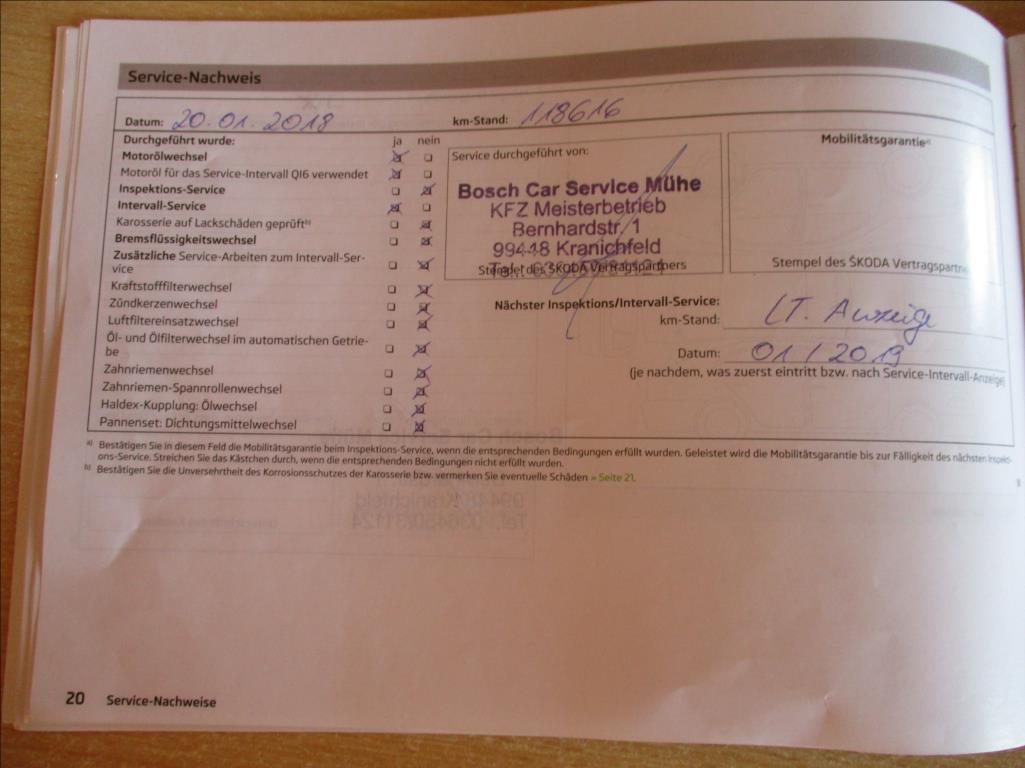 Service-Nachweis
Datum: 20.01.2018 km-Stand: 118616
Durchgeführt wurde: ja nein
Motorölwechsel
Motoröl für das Service-Intervall QI6 verwendet
Inspektions-Service
Intervall-Service
Karosserie auf Lackschäden geprüft b)
Bremsflüssigkeitswechsel
Zusätzliche Service-Arbeiten zum Intervall-Ser-
vice
Kraftstofffilterwechsel
Zündkerzenwechsel
Luftfiltereinsatzwechsel
Öl- und Ölfilterwechsel im automatischen Getrie-
be
Zahnriemenwechsel
Zahnriemen-Spannrollenwechsel
Haldex-Kupplung: Ölwechsel
Pannenset: Dichtungsmittelwechsel
Service durchgeführt von:
Bosch Car Service Mühe
KFZ Meisterbetrieb
Bernhardstr. 1
99448 Kranichfeld
Stempel des ŠKODA Vertragspartners
Mobilitätsgarantie a)
Stempel des ŠKODA Vertragspartne
Nächster Inspektions/Intervall-Service:
km-Stand: LT. Anzeige
Datum: 01/2019
(je nachdem, was zuerst eintritt bzw. nach Service-Intervall-Anzeige)
a) Bestätigen Sie in diesem Feld die Mobilitätsgarantie beim Inspektions-Service, wenn die entsprechenden Bedingungen erfüllt wurden. Geleistet wird die Mobilitätsgarantie bis zur Fälligkeit des nächsten Inspekti-
ons-Service. Streichen Sie das Kästchen durch, wenn die entsprechenden Bedingungen nicht erfüllt wurden.
b) Bestätigen Sie die Unversehrtheit des Korrosionsschutzes der Karosserie bzw. vermerken Sie eventuelle Schäden » Seite 21.
20 Service-Nachweise